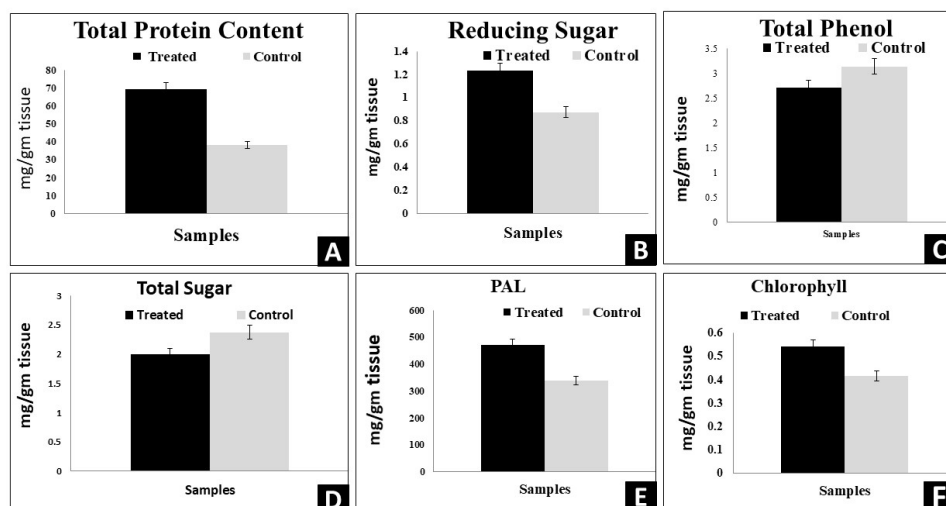 Total Protein Content
Treated Control
80
70
60
50
40
30
20
10
0
mg/gm tissue
Samples
A
Reducing Sugar
Treated Control
1.4
1.2
1
0.8
0.6
0.4
0.2
0
mg/gm tissue
Samples
B
Total Phenol
Treated Control
3.5
3
2.5
2
1.5
1
0.5
0
mg/gm tissue
Samples
C
Total Sugar
Treated Control
3
2.5
2
1.5
1
0.5
0
mg/gm tissue
Samples
D
PAL
Treated Control
600
500
400
300
200
100
000
mg/gm tissue
Samples
E
Chlorophyll
Treated Control
0.6
0.5
0.4
0.3
0.2
0.1
0
mg/gm tissue
Samples
F